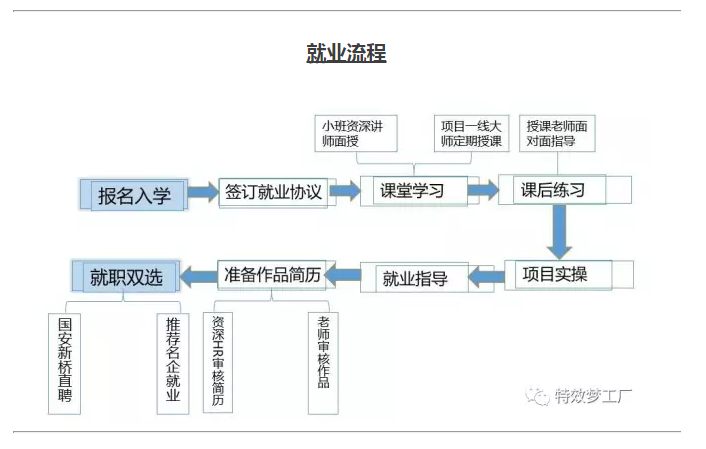 就业流程
小班资深讲
师面授
项目一线大
师定期授课
授课老师面
对面指导
报名入学
签订就业协议
课堂学习
课后练习
就职双选
准备作品简历
就业指导
项目实操
国安新桥直聘
推荐名企就业
资深HR审核简历
老师审核作品
特效梦工厂